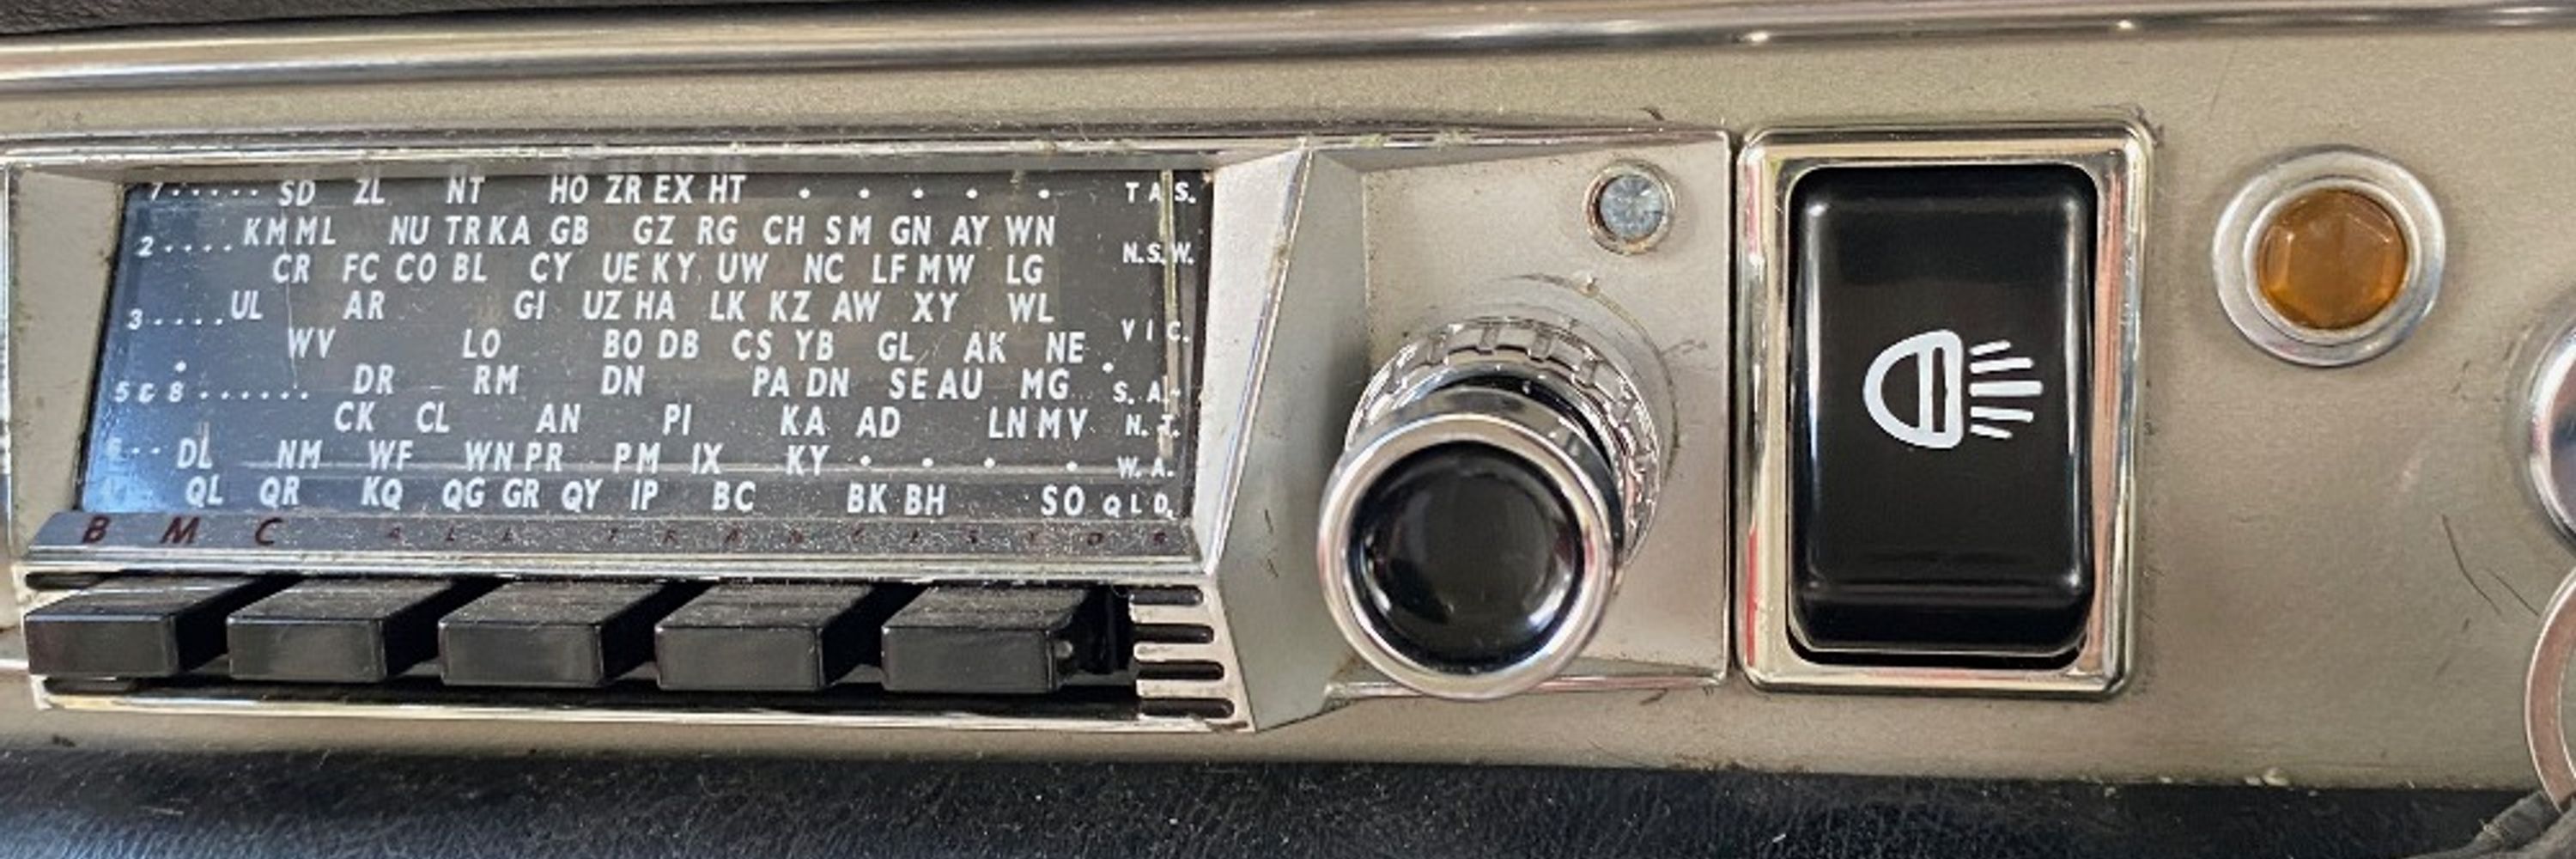 7 . . . . . SD ZL NT HO ZR EX HT . . . . . TAS.
KM ML NU TR KA GB GZ RG CH SM GN AY WN
2 . . . . N.S.W.
CR FC CO BL CY UE KY UW NC LF MW LG
UL AR GI UZ HA LK KZ AW XY WL
3 . . . . VIC.
WV LO BO DB CS YB GL AK NE
DR RM DN PA DN SE AU MG
5 & 8 . . . . . . . S.A.
CK CL AN PI KA AD LN MV N.T.
6 . . DL NM WF WN PR PM IX KY . . . . W.A.
QL QR KQ QG GR QY IP BC BK BH SO QLD.
BMC ALL TRANSISTOR